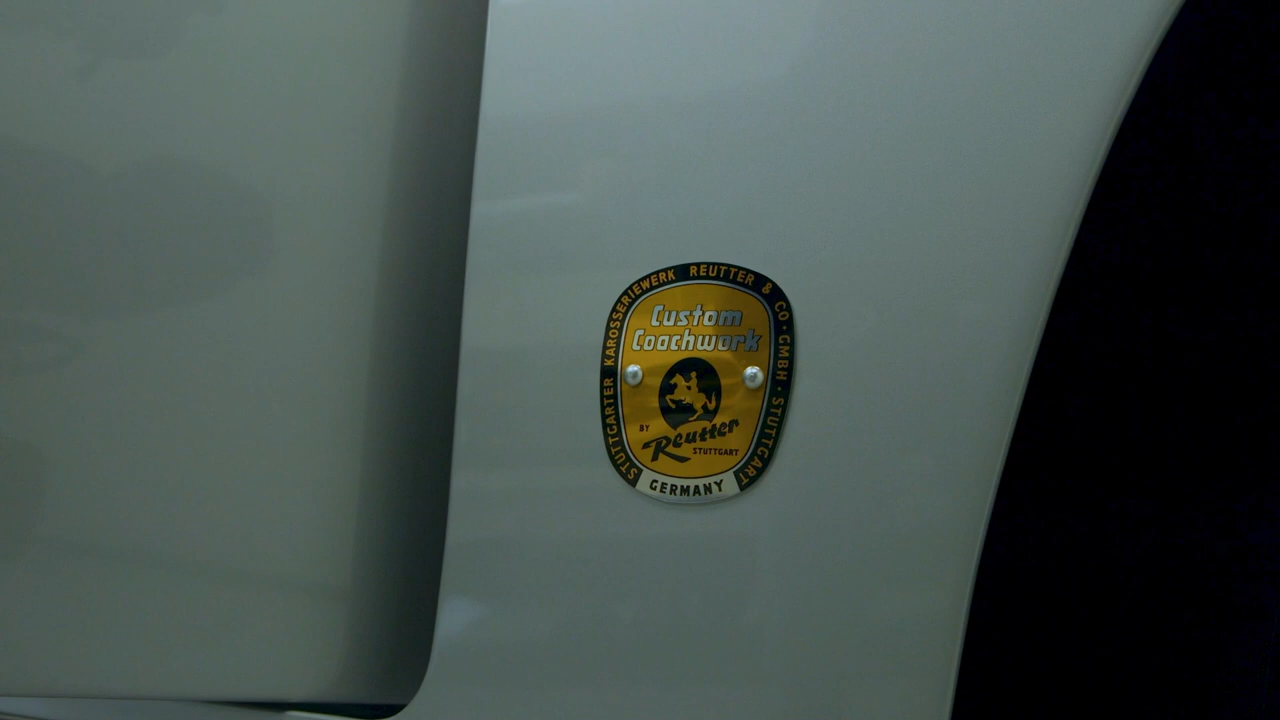 STUTTGARTER KAROSSERIEWERK REUTTER & CO · GMBH · STUTTGART
Custom
Coachwork
BY
Reutter
STUTTGART
GERMANY